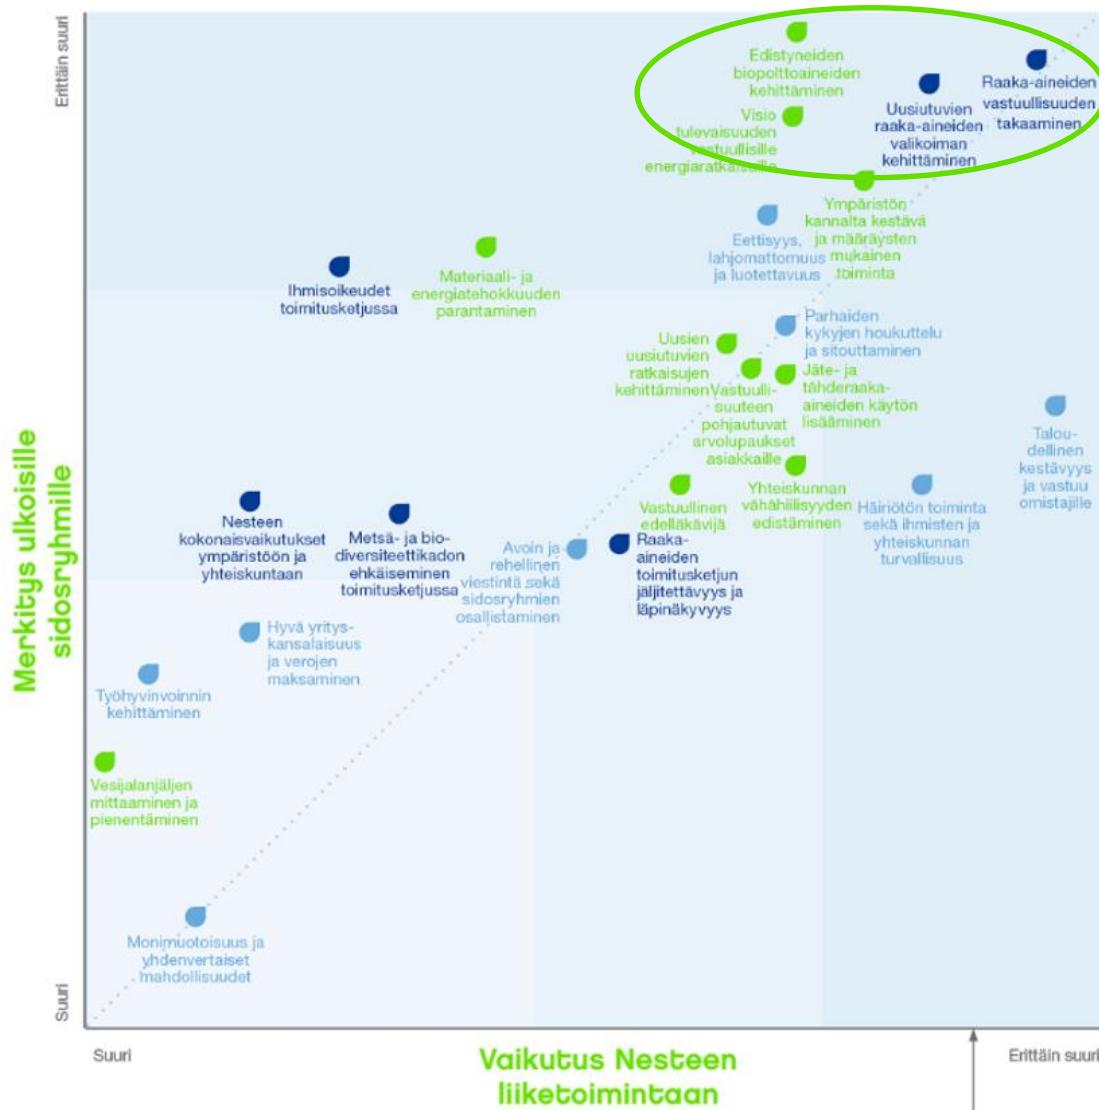 Erittäin suuri
Edistyneiden
biopolttoaineiden
kehittäminen
Raaka-aineiden
vastuullisuuden
takaaminen
Uusiutuvien
raaka-aineiden
valikoiman
kehittäminen
Visio
tulevaisuuden
vastuullisille
energiaratkaisuille
Ympäristön
kannalta kestävä
ja määräysten
mukainen
toiminta
Eettisyys,
lahjomattomuus
ja luotettavuus
Materiaali- ja
energiatehokkuuden
parantaminen
Ihmisoikeudet
toimitusketjussa
Parhaiden
kykyjen houkuttelu
ja sitouttaminen
Uusien
uusiutuvien
ratkaisujen
kehittäminen
Vastuulli-
suuteen
pohjautuvat
arvolupaukset
asiakkaille
Jäte- ja
tähderaaka-
aineiden käytön
lisääminen
Talou-
dellinen
kestävyys
ja vastuu
omistajille
Merkitys ulkoisille
sidosryhmille
Yhteiskunnan
vähähiilisyyden
edistäminen
Vastuullinen
edelläkävijä
Häiriötön toiminta
sekä ihmisten ja
yhteiskunnan
turvallisuus
Nesteen
kokonaisvaikutukset
ympäristöön ja
yhteiskuntaan
Metsä- ja bio-
diversiteettikadon
ehkäiseminen
toimitusketjussa
Avoin ja
rehellinen
viestintä sekä
sidosryhmien
osallistaminen
Raaka-
aineiden
toimitusketjun
jäljitettävyys ja
läpinäkyvyys
Hyvä yritys-
kansalaisuus
ja verojen
maksaminen
Työhyvinvoinnin
kehittäminen
Vesijalanjäljen
mittaaminen ja
pienentäminen
Monimuotoisuus ja
yhdenvertaiset
mahdollisuudet
Suuri
Suuri
Vaikutus Nesteen
liiketoimintaan
Erittäin suuri